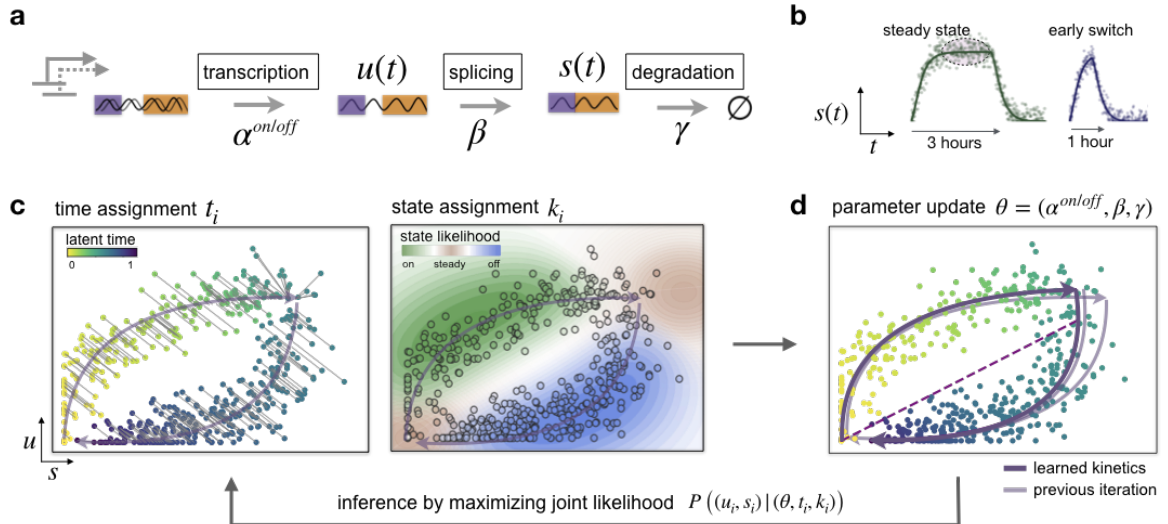 a
transcription
u(t)
splicing
s(t)
degradation
α^{on/off}
β
γ
∅
b
steady state
early switch
s(t)
t
3 hours
1 hour
c
time assignment t_i
latent time
0 1
u
s
state assignment k_i
state likelihood
on steady off
d
parameter update θ = (α^{on/off}, β, γ)
learned kinetics
previous iteration
inference by maximizing joint likelihood P((u_i, s_i) | (θ, t_i, k_i))